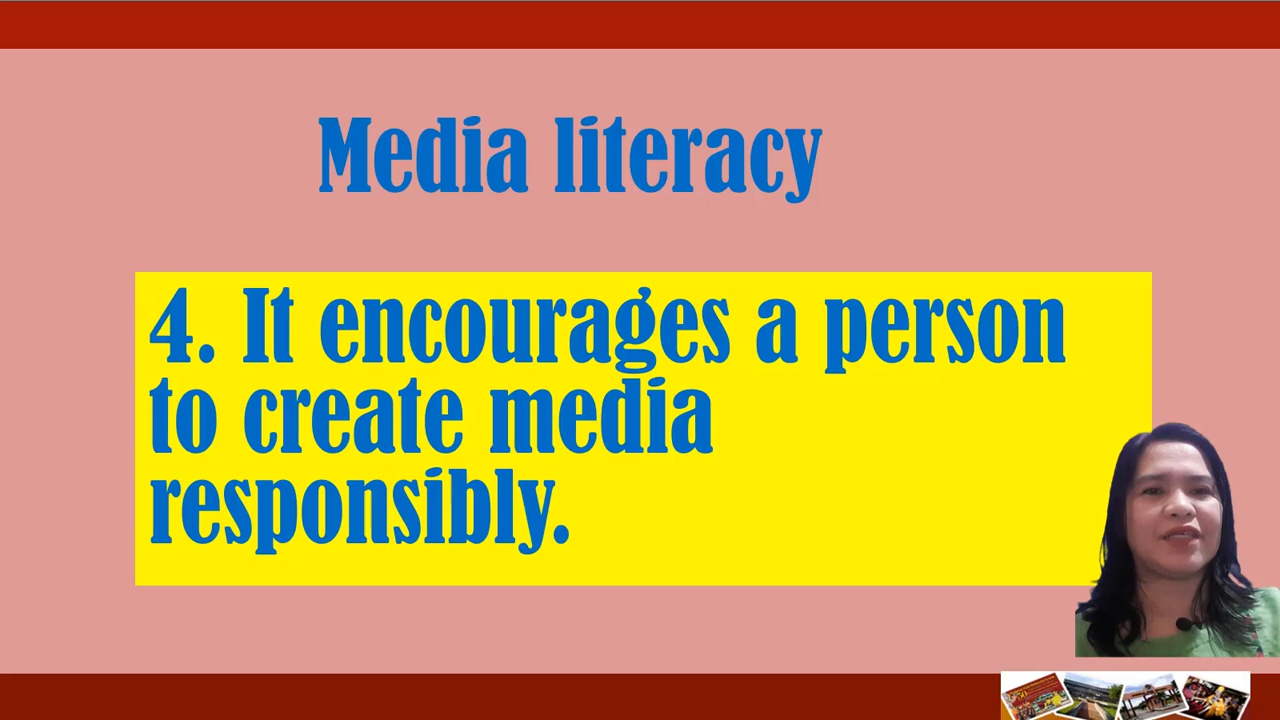 Media literacy
4. It encourages a person
to create media
responsibly.